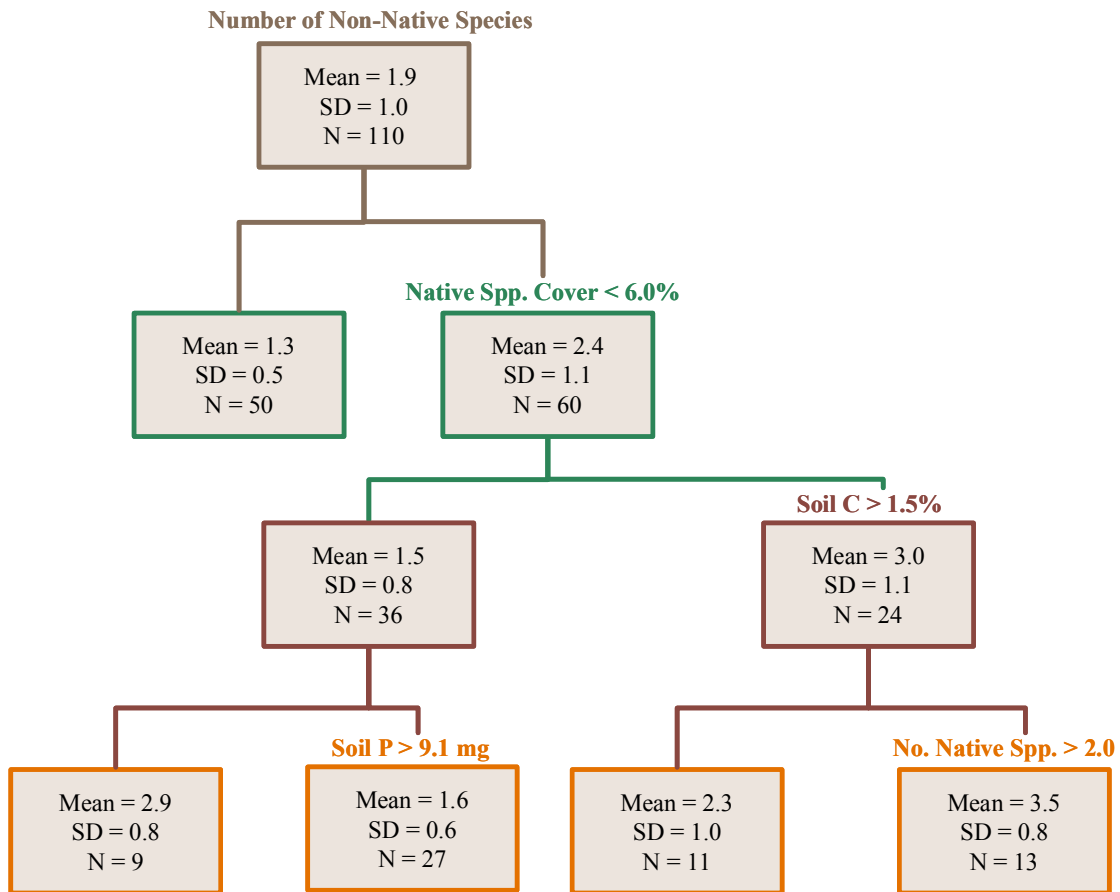 Number of Non-Native Species
Mean = 1.9
SD = 1.0
N = 110
Native Spp. Cover < 6.0%
Mean = 1.3
SD = 0.5
N = 50
Mean = 2.4
SD = 1.1
N = 60
Soil C > 1.5%
Mean = 1.5
SD = 0.8
N = 36
Mean = 3.0
SD = 1.1
N = 24
Soil P > 9.1 mg
No. Native Spp. > 2.0
Mean = 2.9
SD = 0.8
N = 9
Mean = 1.6
SD = 0.6
N = 27
Mean = 2.3
SD = 1.0
N = 11
Mean = 3.5
SD = 0.8
N = 13